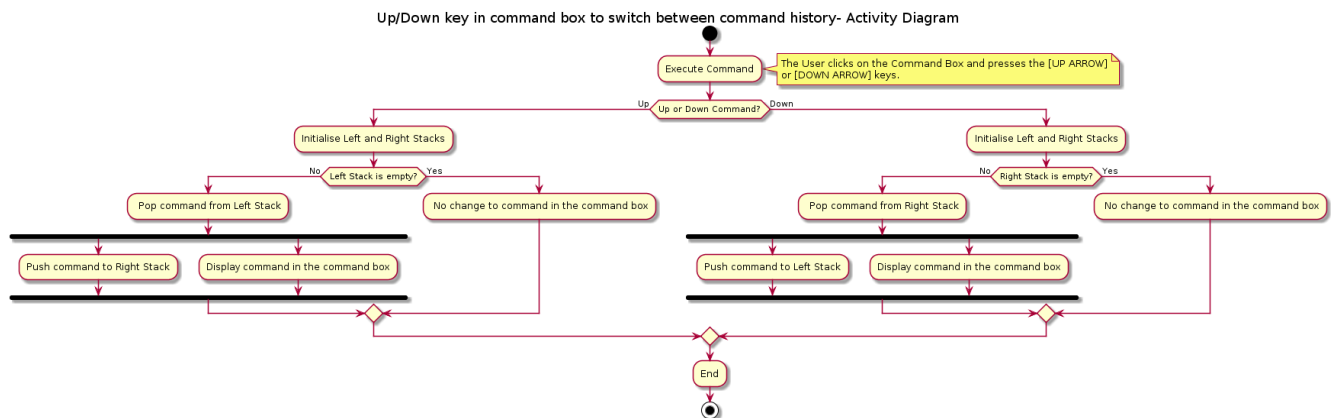 Up/Down key in command box to switch between command history- Activity Diagram
Execute Command
The User clicks on the Command Box and presses the [UP ARROW]
or [DOWN ARROW] keys.
Up
Up or Down Command?
Down
Initialise Left and Right Stacks
Initialise Left and Right Stacks
No
Left Stack is empty?
Yes
No
Right Stack is empty?
Yes
Pop command from Left Stack
No change to command in the command box
Pop command from Right Stack
No change to command in the command box
Push command to Right Stack
Display command in the command box
Push command to Left Stack
Display command in the command box
End